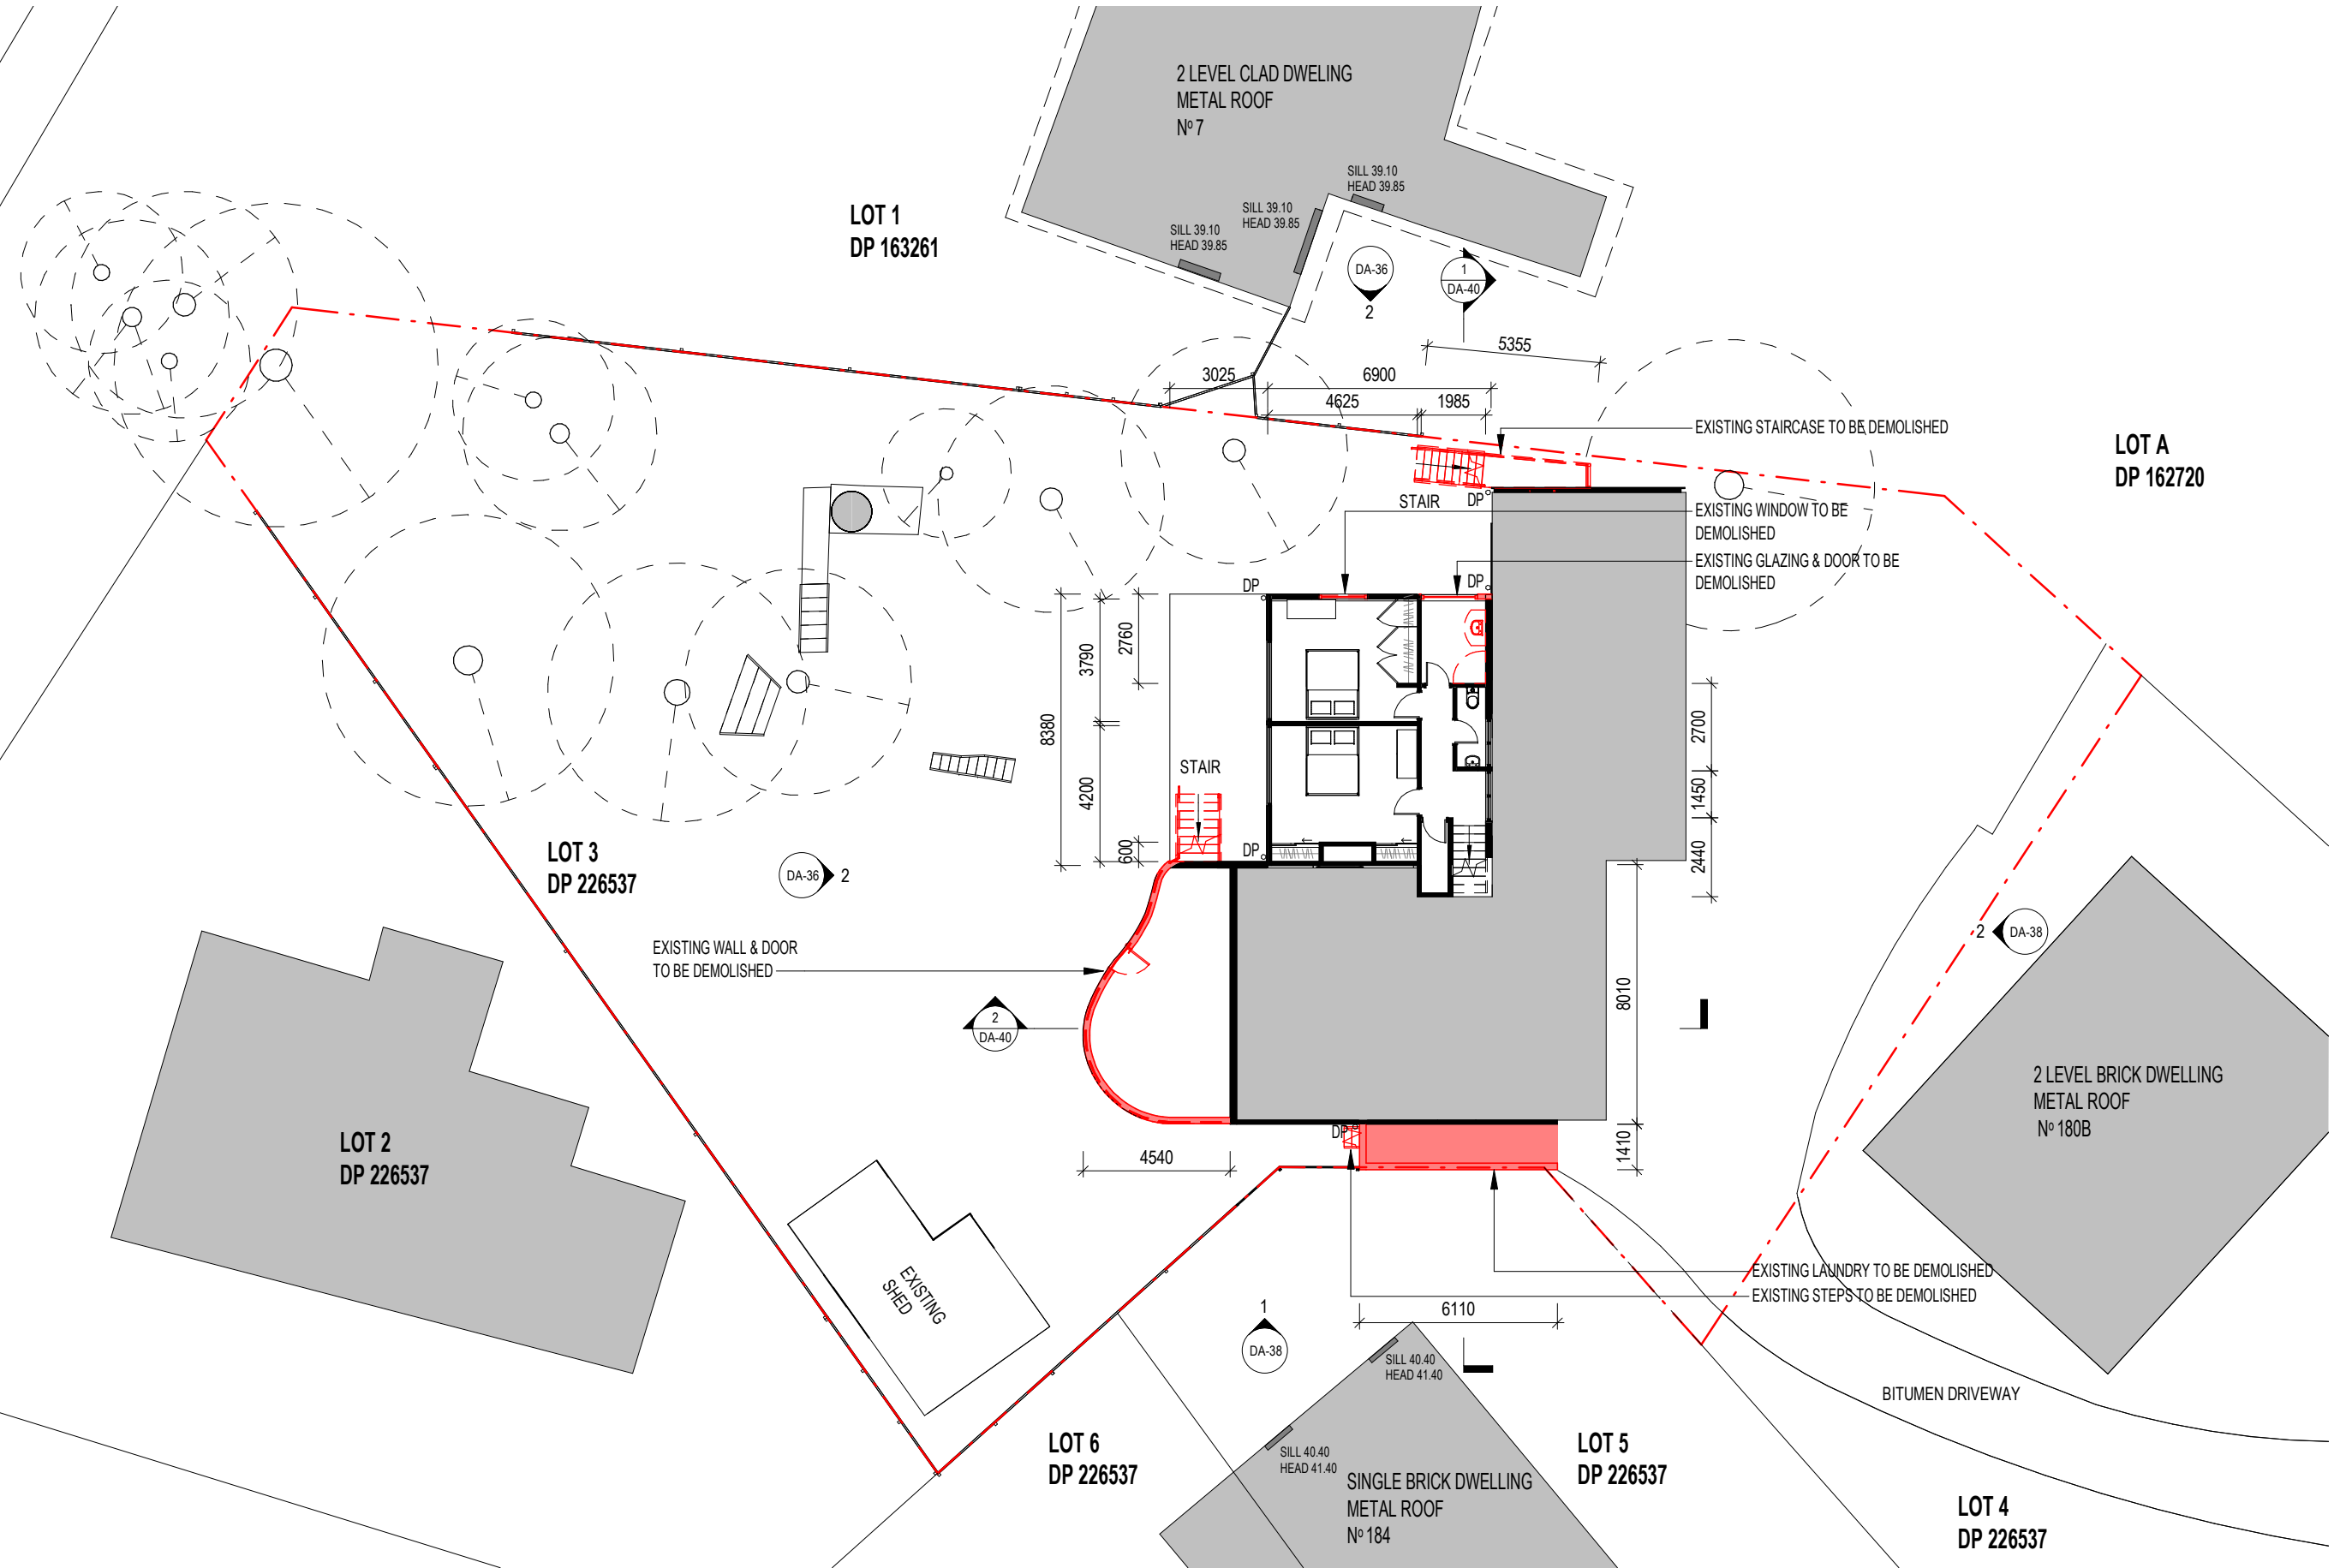 2 LEVEL CLAD DWELING
METAL ROOF
Nº 7
SILL 39.10
HEAD 39.85
SILL 39.10
HEAD 39.85
SILL 39.10
HEAD 39.85
LOT 1
DP 163261
DA-36
2
1
DA-40
5355
3025
6900
4625
1985
EXISTING STAIRCASE TO BE DEMOLISHED
LOT A
DP 162720
STAIR
DP
EXISTING WINDOW TO BE
DEMOLISHED
EXISTING GLAZING & DOOR TO BE
DEMOLISHED
DP
DP
2760
3790
8380
4200
600
2700
1450
2440
STAIR
DP
LOT 3
DP 226537
DA-36
2
EXISTING WALL & DOOR
TO BE DEMOLISHED
2
DA-40
8010
2
DA-38
2 LEVEL BRICK DWELLING
METAL ROOF
Nº 180B
LOT 2
DP 226537
DP
1410
4540
EXISTING
SHED
EXISTING LAUNDRY TO BE DEMOLISHED
EXISTING STEPS TO BE DEMOLISHED
1
DA-38
6110
SILL 40.40
HEAD 41.40
BITUMEN DRIVEWAY
SILL 40.40
HEAD 41.40
LOT 6
DP 226537
SINGLE BRICK DWELLING
METAL ROOF
Nº 184
LOT 5
DP 226537
LOT 4
DP 226537